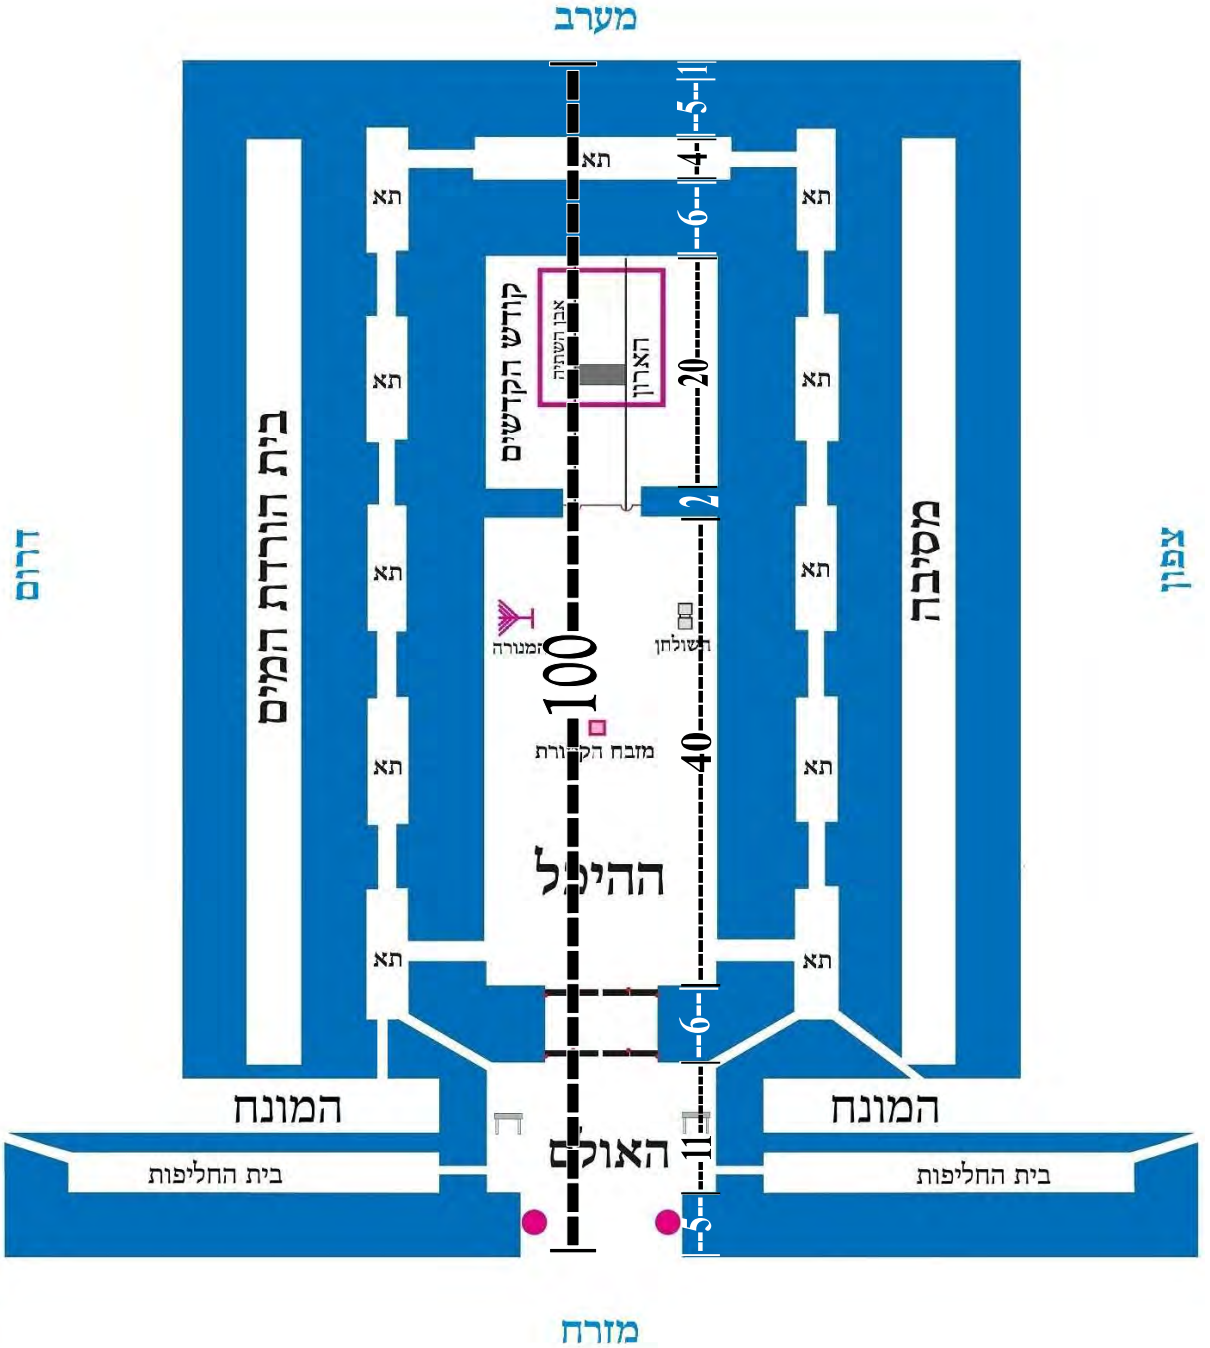 מערב
1
5
4
תא
תא
תא
6
קודש הקדשים
אבן השתיה
הארון
20
תא
תא
בית הורדת המים
מסיבה
2
דרום
צפון
תא
תא
המנורה
השולחן
100
מזבח הקטורת
40
תא
תא
ההיכל
תא
תא
6
המונח
המונח
האולם
11
בית החליפות
בית החליפות
5
מזרח